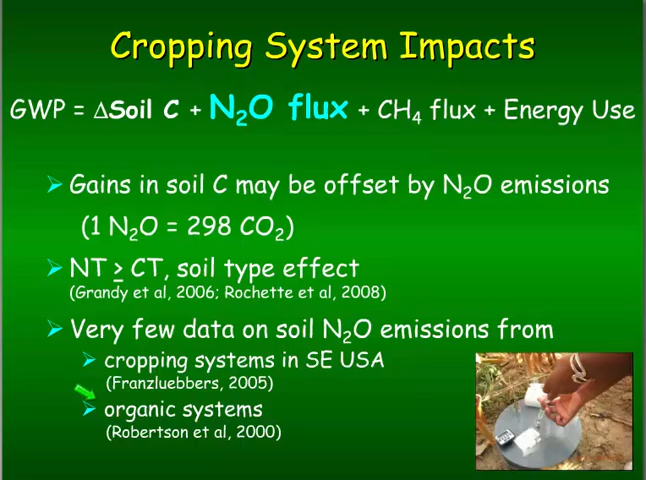 Cropping System Impacts
GWP = ∆Soil C + N₂O flux + CH₄ flux + Energy Use
➢ Gains in soil C may be offset by N₂O emissions
(1 N₂O = 298 CO₂)
➢ NT ≥ CT, soil type effect
(Grandy et al, 2006; Rochette et al, 2008)
➢ Very few data on soil N₂O emissions from
➢ cropping systems in SE USA
(Franzluebbers, 2005)
➢ organic systems
(Robertson et al, 2000)